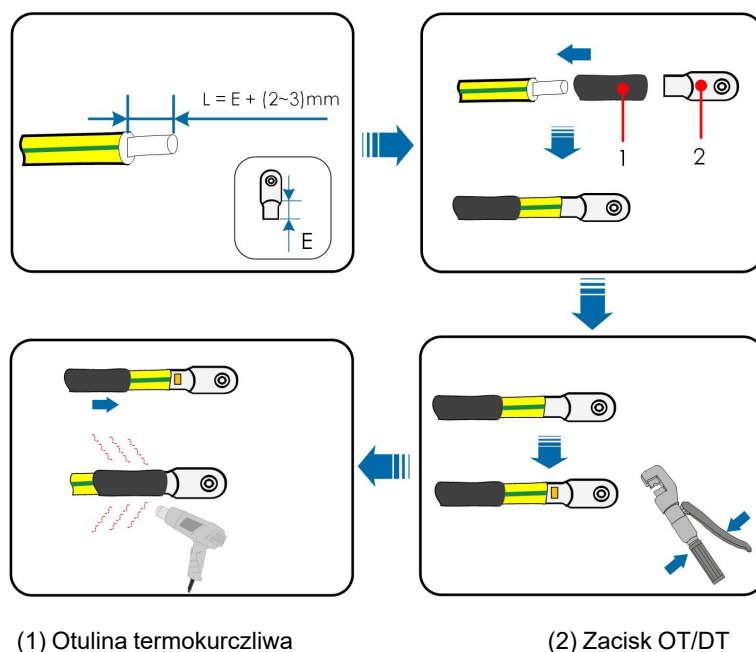 L = E + (2~3)mm
E
1
2
(1) Otulina termokurczliwa
(2) Zacisk OT/DT